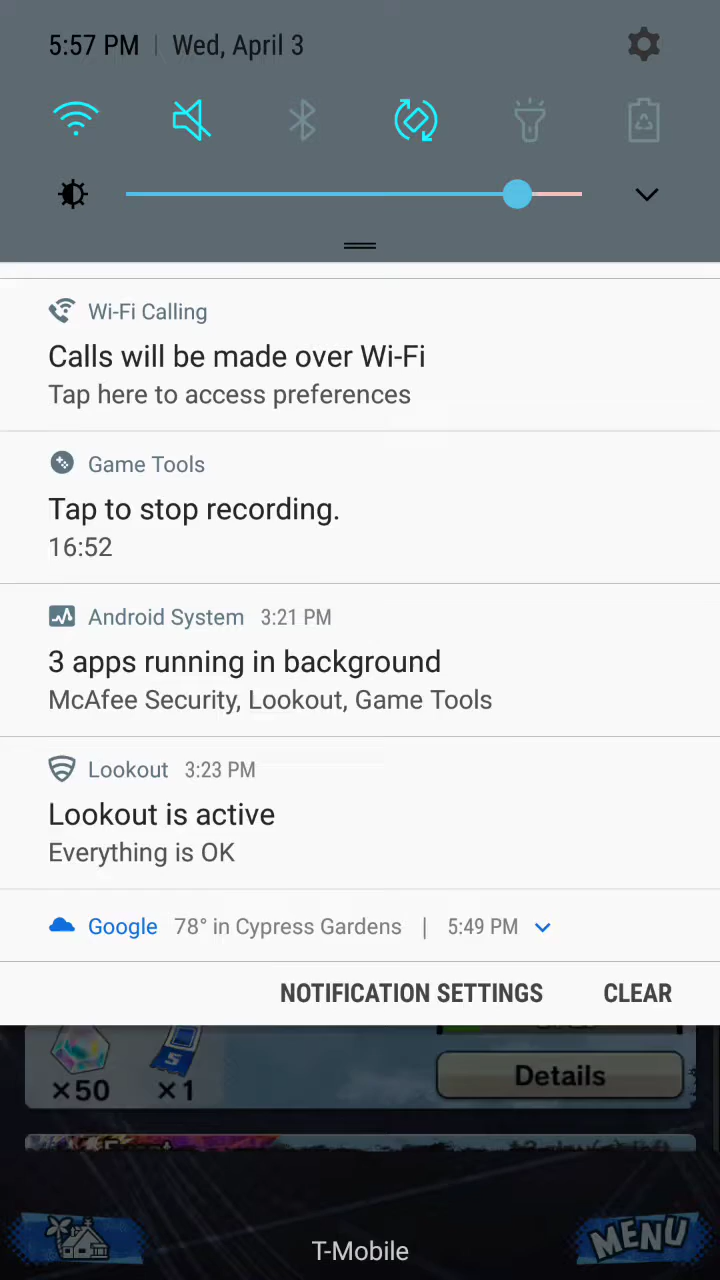 5:57 PM | Wed, April 3
Wi-Fi Calling
Calls will be made over Wi-Fi
Tap here to access preferences
Game Tools
Tap to stop recording.
16:52
Android System 3:21 PM
3 apps running in background
McAfee Security, Lookout, Game Tools
Lookout 3:23 PM
Lookout is active
Everything is OK
Google 78° in Cypress Gardens | 5:49 PM
NOTIFICATION SETTINGS CLEAR
S
×50 ×1 Details
T-Mobile
MENU